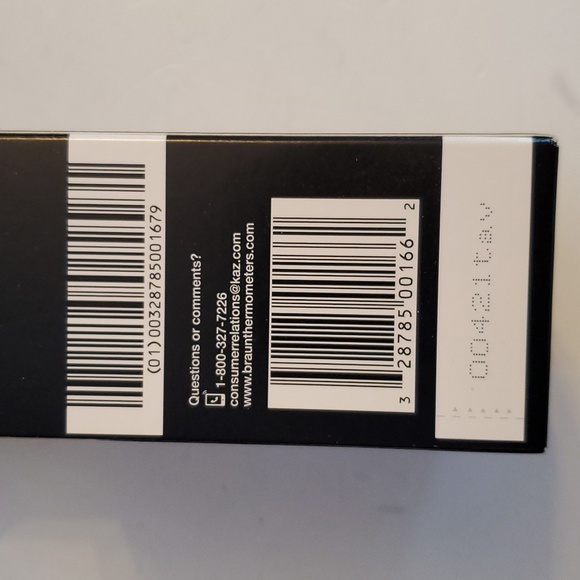 (01)00328785001679
Questions or comments?
1-800-327-7226
consumerrelations@kaz.com
www.braunthermometers.com
3 28785 00166 2